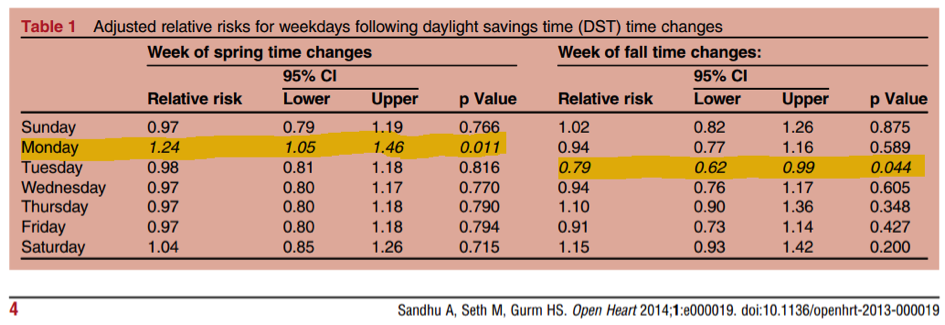 Table 1 Adjusted relative risks for weekdays following daylight savings time (DST) time changes
Week of spring time changes Week of fall time changes:
95% CI 95% CI
Relative risk Lower Upper p Value Relative risk Lower Upper p Value
Sunday 0.97 0.79 1.19 0.766 1.02 0.82 1.26 0.875
Monday 1.24 1.05 1.46 0.011 0.94 0.77 1.16 0.589
Tuesday 0.98 0.81 1.18 0.816 0.79 0.62 0.99 0.044
Wednesday 0.97 0.80 1.17 0.770 0.94 0.76 1.17 0.605
Thursday 0.97 0.80 1.18 0.790 1.10 0.90 1.36 0.348
Friday 0.97 0.80 1.18 0.794 0.91 0.73 1.14 0.427
Saturday 1.04 0.85 1.26 0.715 1.15 0.93 1.42 0.200
4 Sandhu A, Seth M, Gurm HS. Open Heart 2014;1:e000019. doi:10.1136/openhrt-2013-000019